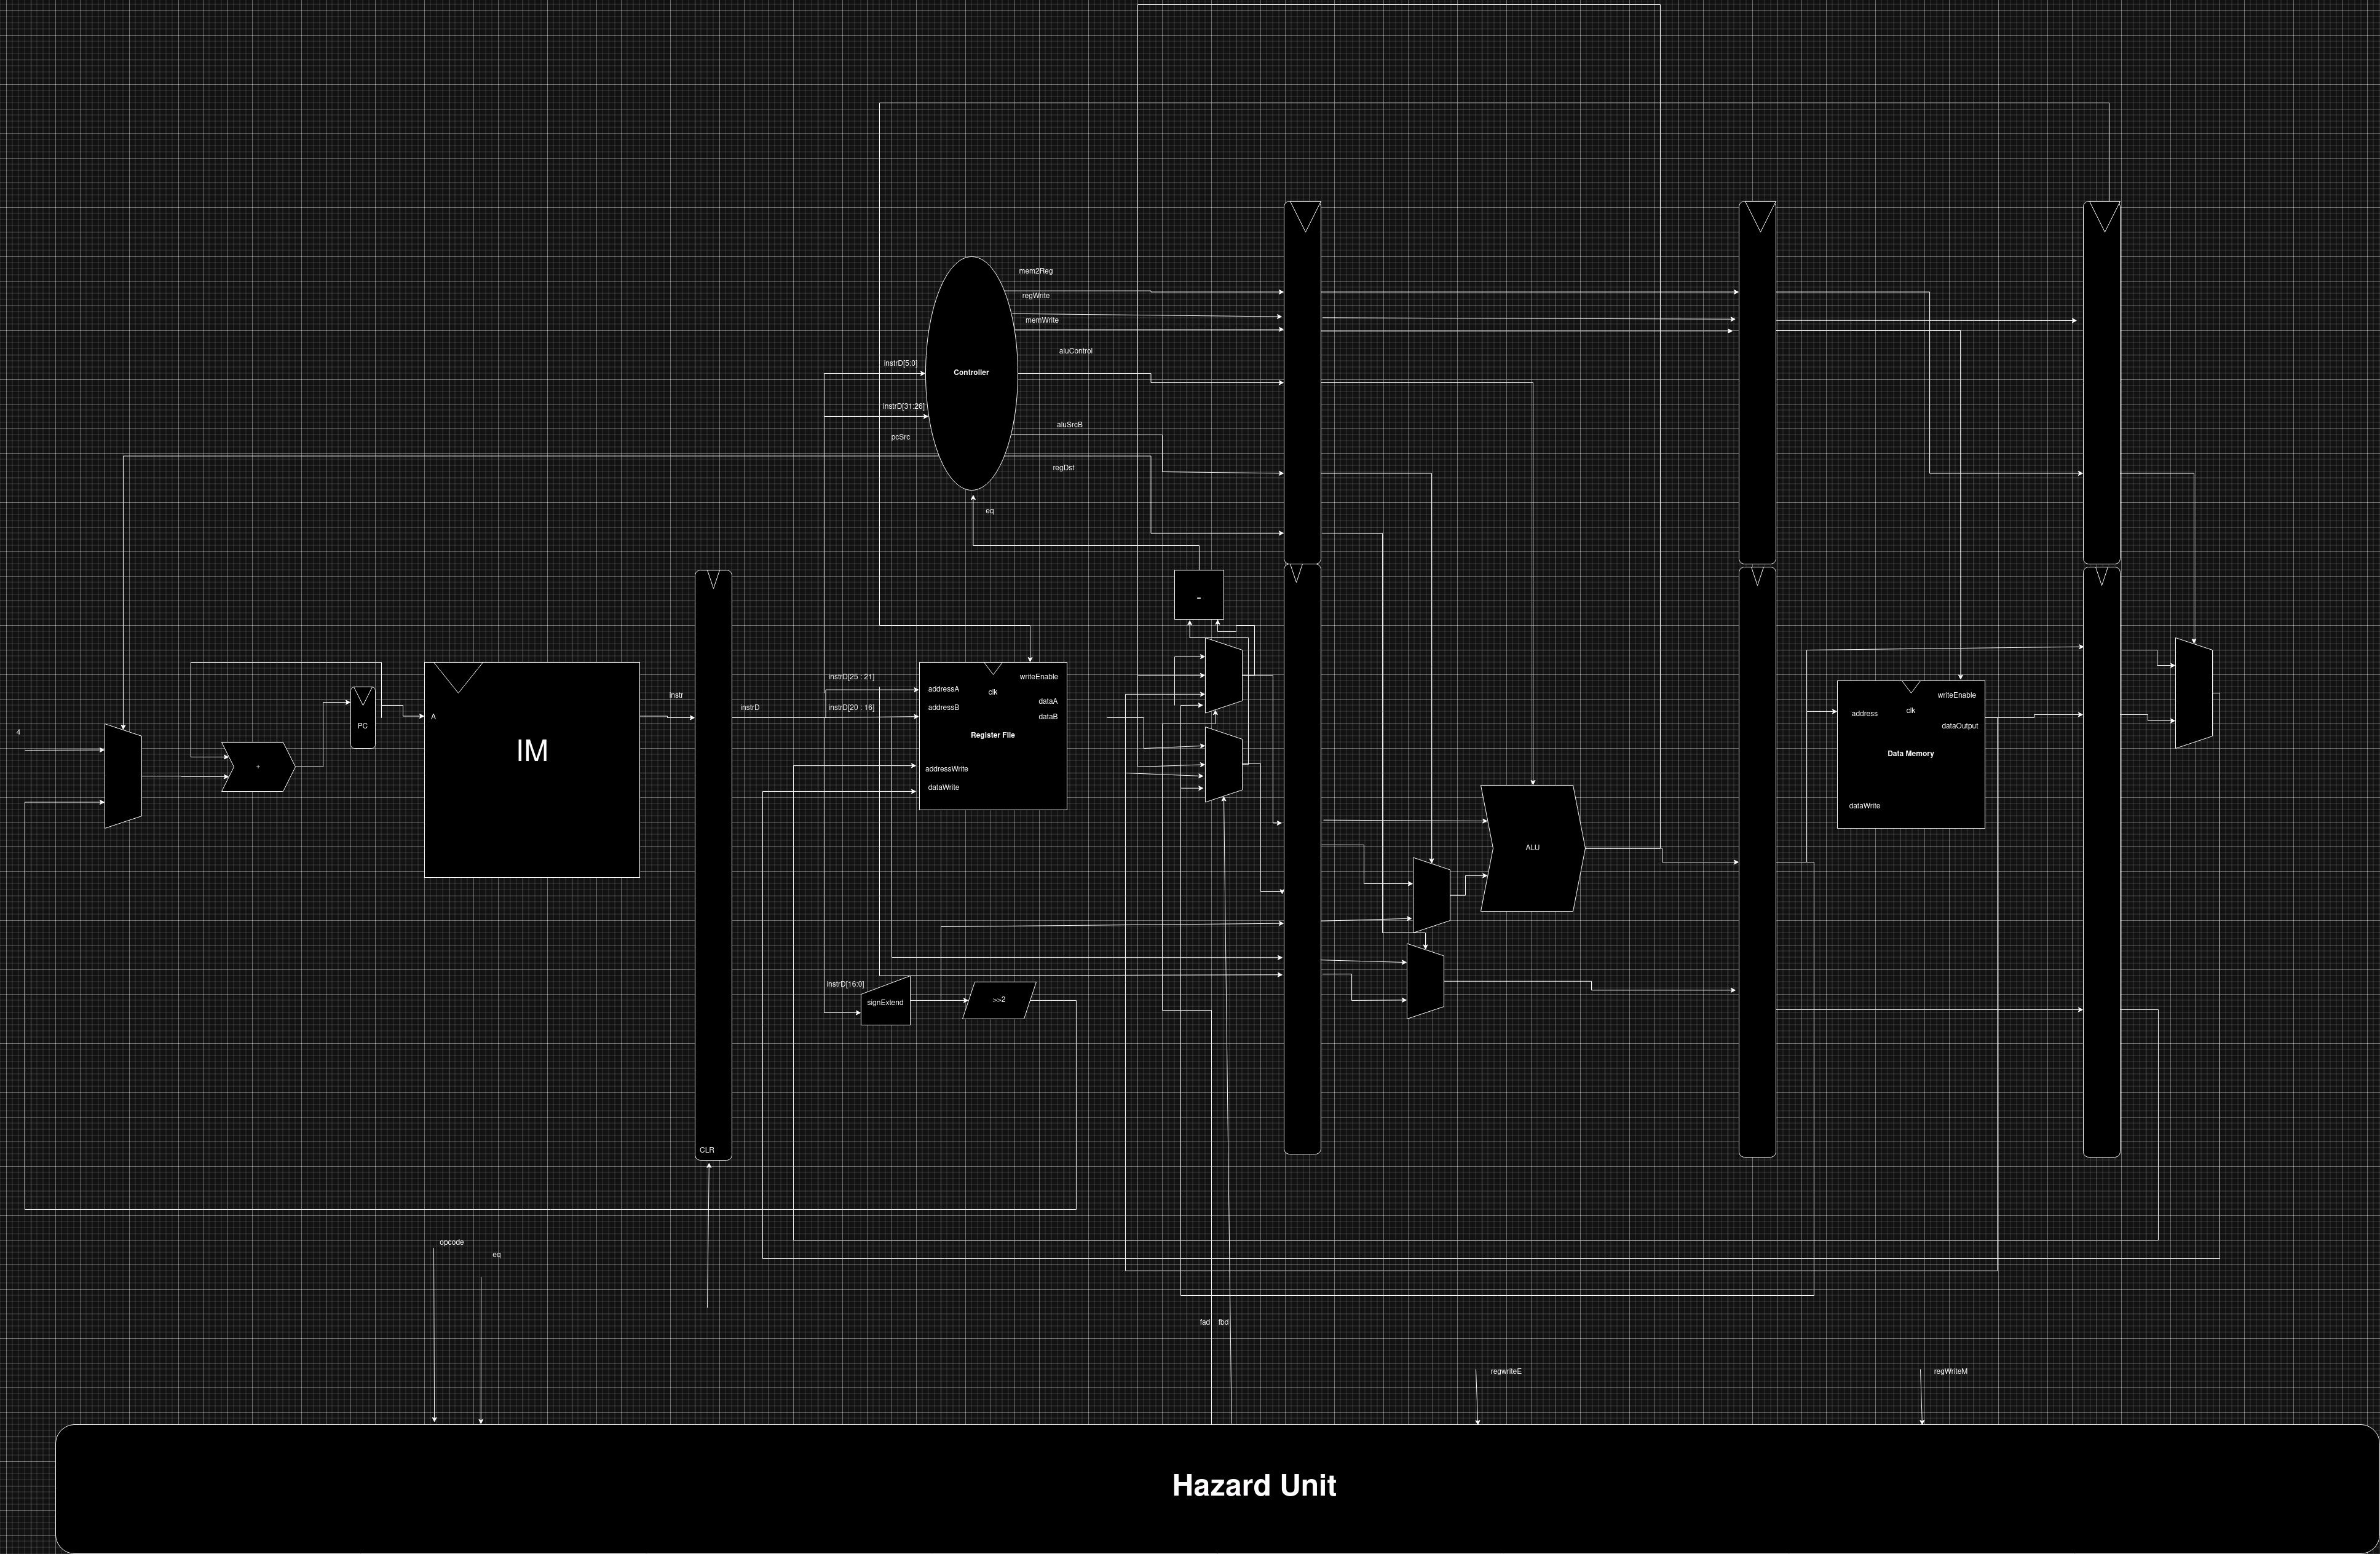 mem2Reg
regWrite
memWrite
aluControl
instrD[5:0]
Controller
instrD[31:26]
aluSrcB
pcSrc
regDst
eq
=
instrD[25 : 21]
addressA
clk
writeEnable
instr
instrD
instrD[20 : 16]
addressB
dataA
dataB
Register File
addressWrite
dataWrite
4
+
PC
A
IM
writeEnable
address
clk
dataOutput
Data Memory
dataWrite
ALU
instrD[16:0]
signExtend
>>2
CLR
opcode
eq
fad
fbd
regwriteE
regWriteM
Hazard Unit